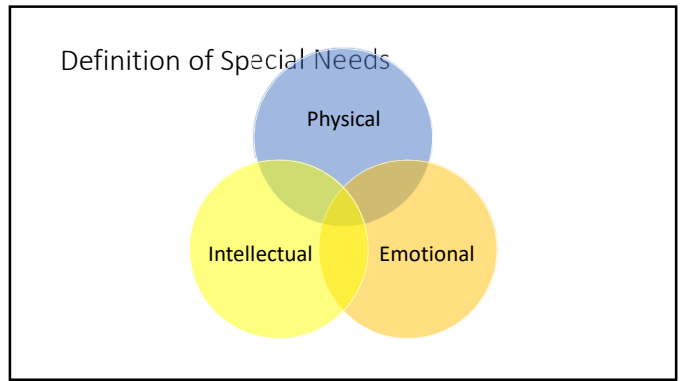 Definition of Special Needs
Physical
Intellectual
Emotional